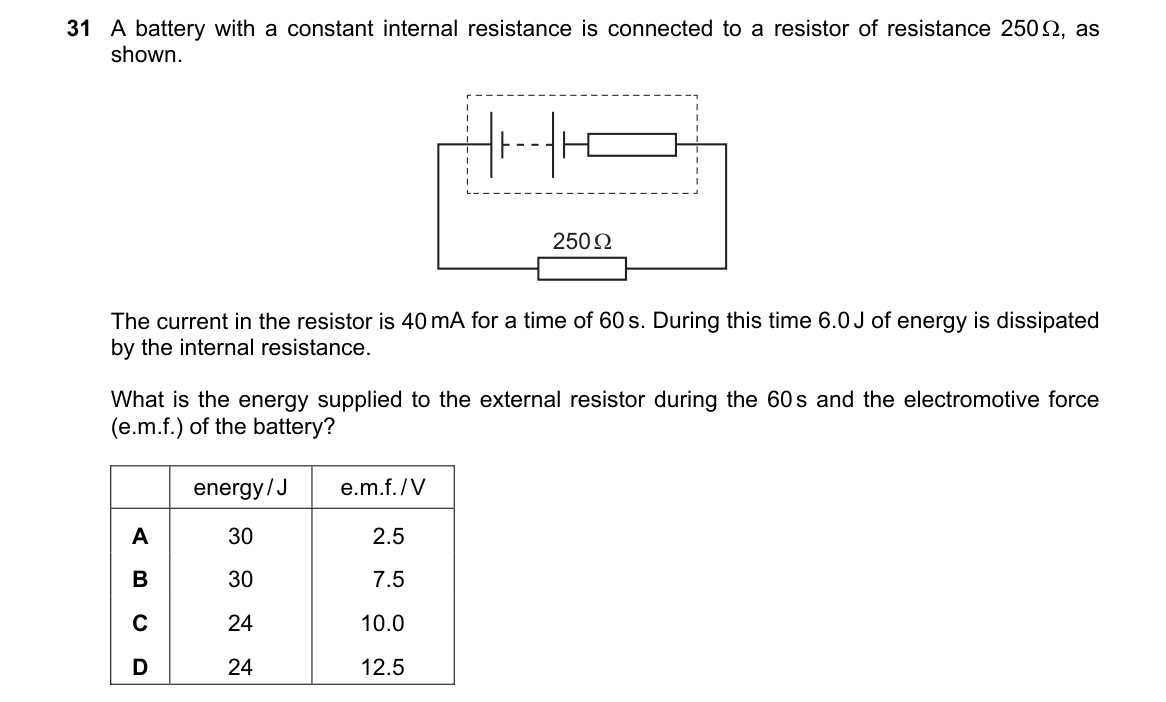 31 A battery with a constant internal resistance is connected to a resistor of resistance 250 Ω, as
shown.
250 Ω
The current in the resistor is 40 mA for a time of 60 s. During this time 6.0 J of energy is dissipated
by the internal resistance.
What is the energy supplied to the external resistor during the 60 s and the electromotive force
(e.m.f.) of the battery?
energy / J e.m.f. / V
A 30 2.5
B 30 7.5
C 24 10.0
D 24 12.5